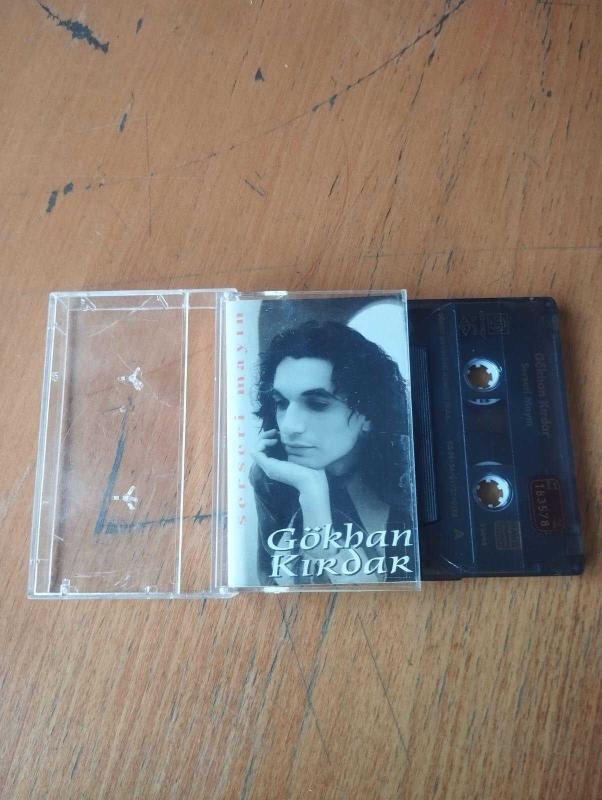 serseri mayın
Gökhan
Kırdar
Gökhan Kırdar
Serseri Mayın
A
163578